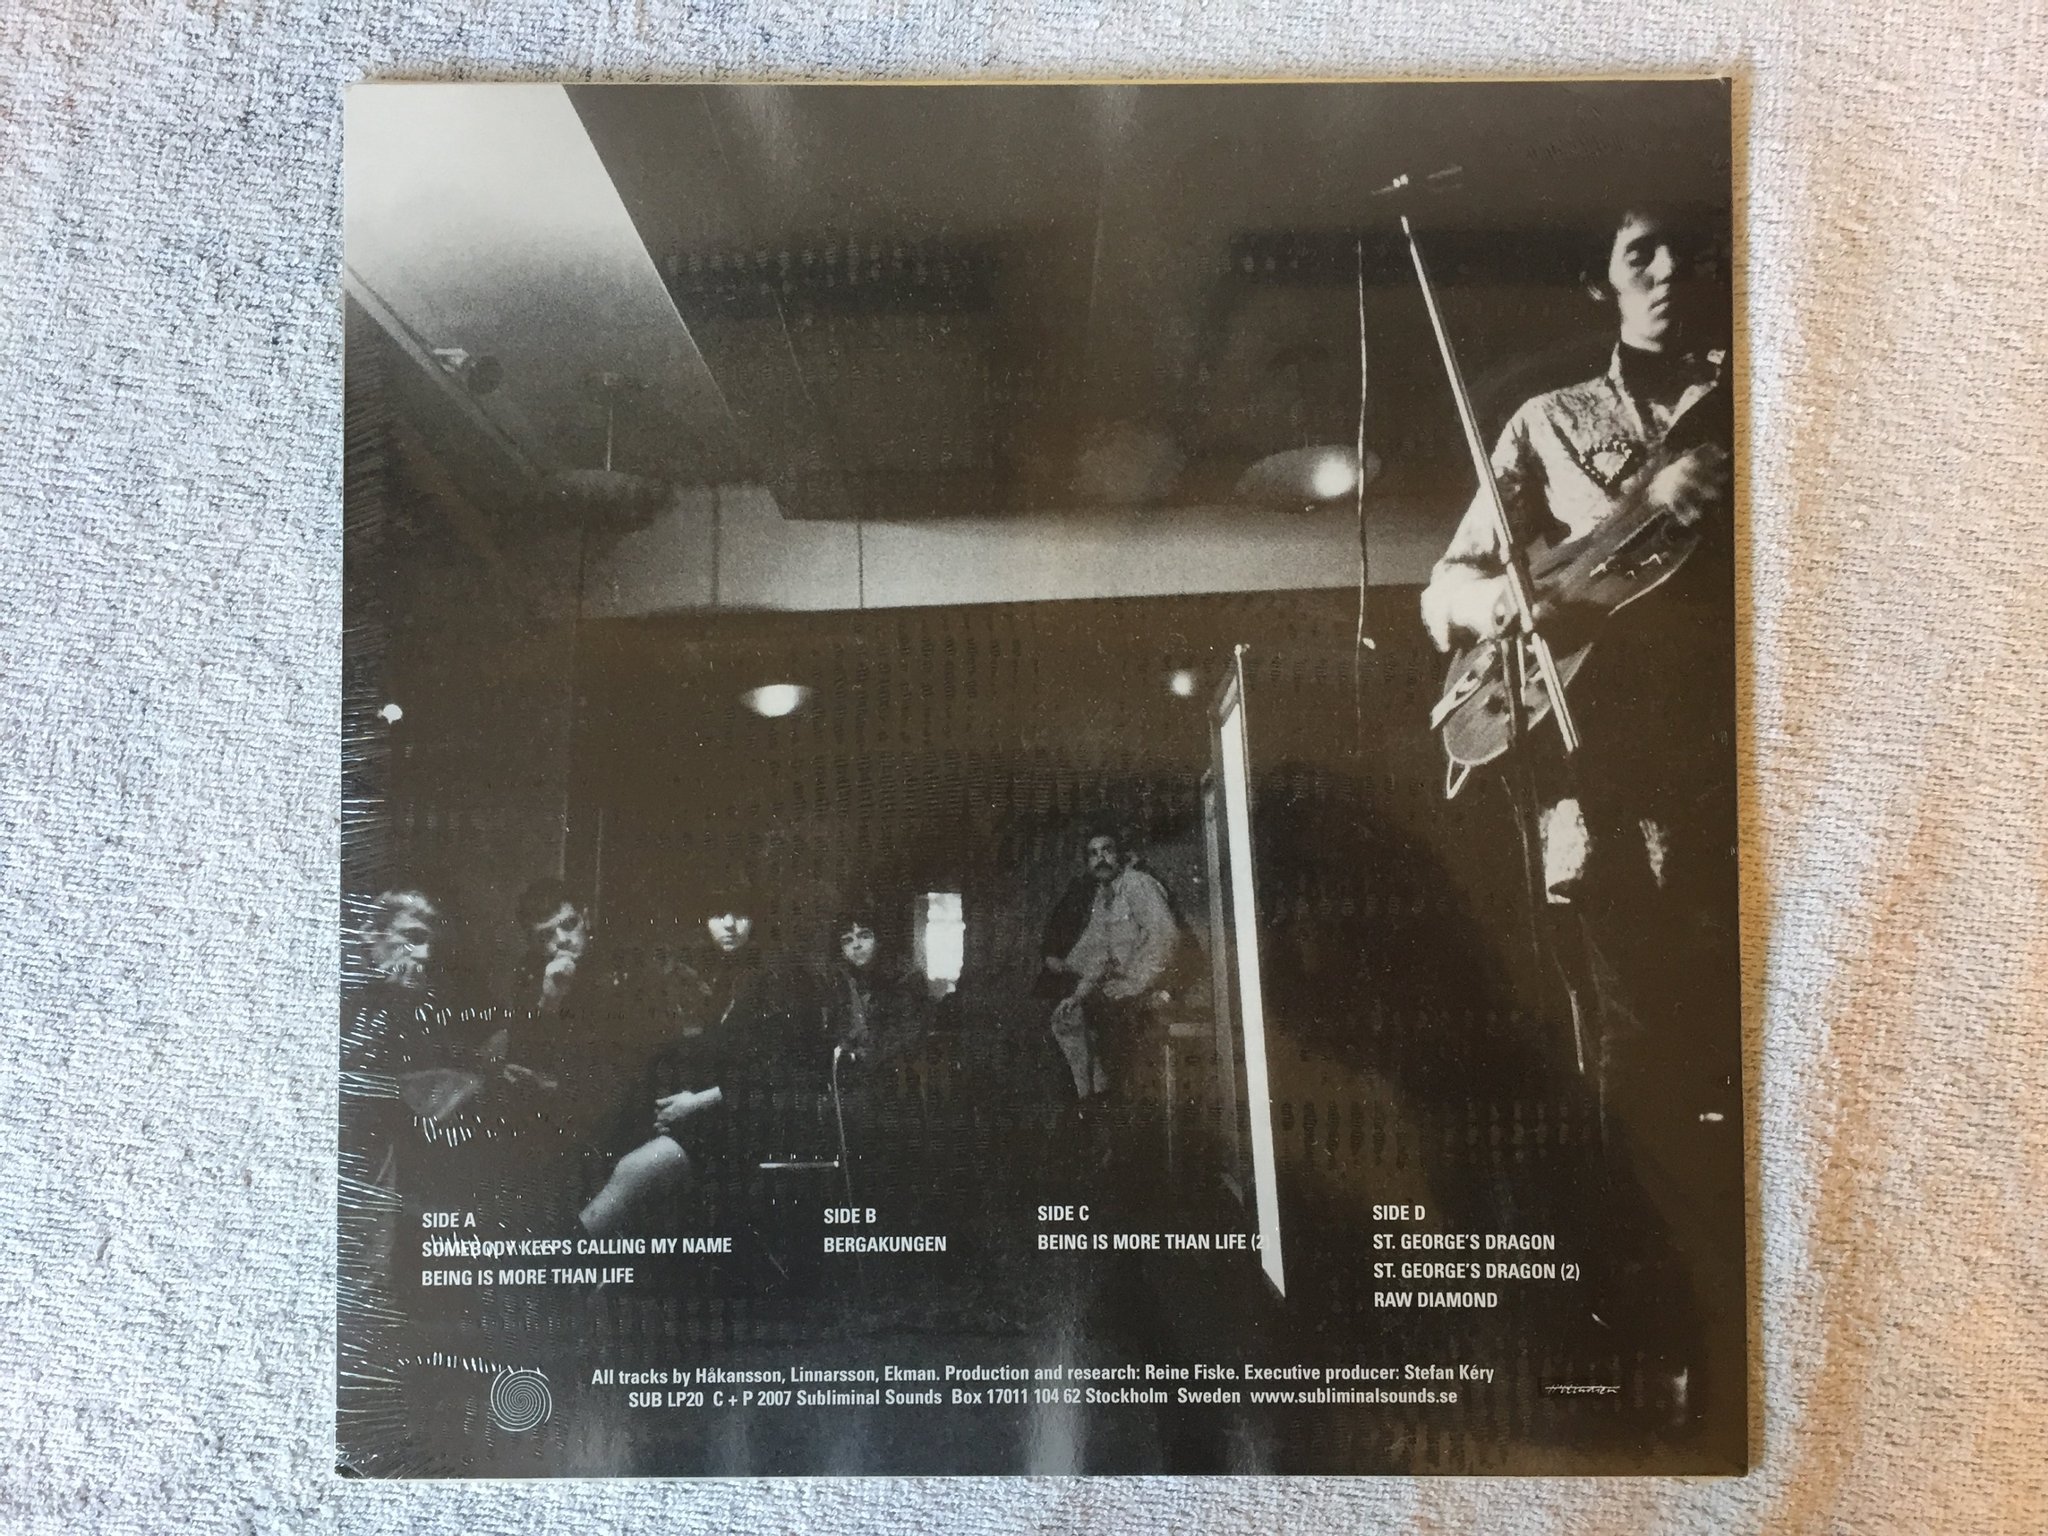 SIDE A
SOMEBODY KEEPS CALLING MY NAME
BEING IS MORE THAN LIFE
SIDE B
BERGAKUNGEN
SIDE C
BEING IS MORE THAN LIFE (2)
SIDE D
ST. GEORGE'S DRAGON
ST. GEORGE'S DRAGON (2)
RAW DIAMOND
All tracks by Håkansson, Linnarsson, Ekman. Production and research: Reine Fiske. Executive producer: Stefan Kéry
SUB LP20 C + P 2007 Subliminal Sounds Box 17011 104 62 Stockholm Sweden www.subliminalsounds.se